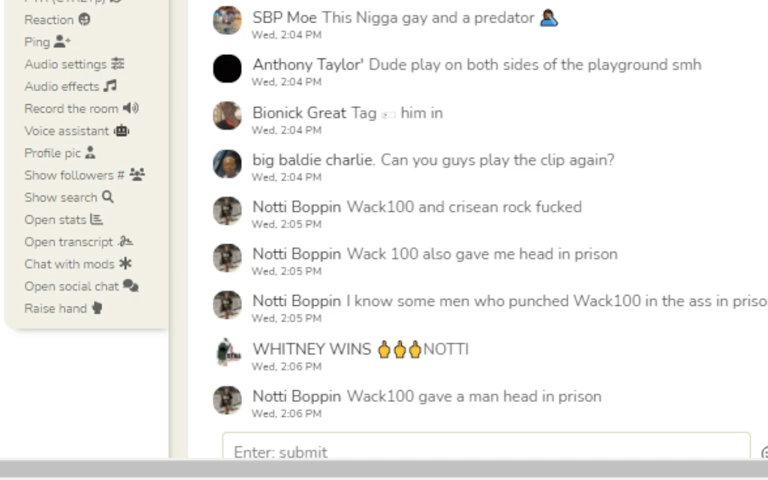 Reaction
Ping
Audio settings
Audio effects
Record the room
Voice assistant
Profile pic
Show followers #
Show search
Open stats
Open transcript
Chat with mods
Open social chat
Raise hand
SBP Moe This Nigga gay and a predator 🤦
Wed, 2:04 PM
Anthony Taylor' Dude play on both sides of the playground smh
Wed, 2:04 PM
Bionick Great Tag him in
Wed, 2:04 PM
big baldie charlie. Can you guys play the clip again?
Wed, 2:04 PM
Notti Boppin Wack100 and crisean rock fucked
Wed, 2:05 PM
Notti Boppin Wack 100 also gave me head in prison
Wed, 2:05 PM
Notti Boppin I know some men who punched Wack100 in the ass in priso
Wed, 2:05 PM
WHITNEY WINS 🖕🖕🖕NOTTI
Wed, 2:06 PM
Notti Boppin Wack100 gave a man head in prison
Wed, 2:06 PM
Enter: submit